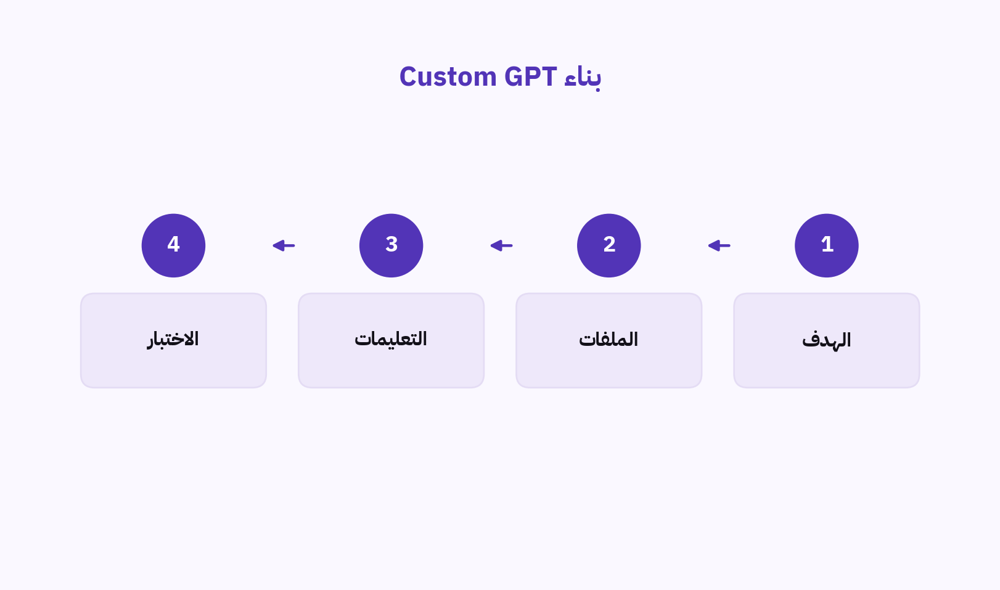 بناء Custom GPT
1
2
3
4
الهدف
الملفات
التعليمات
الاختبار